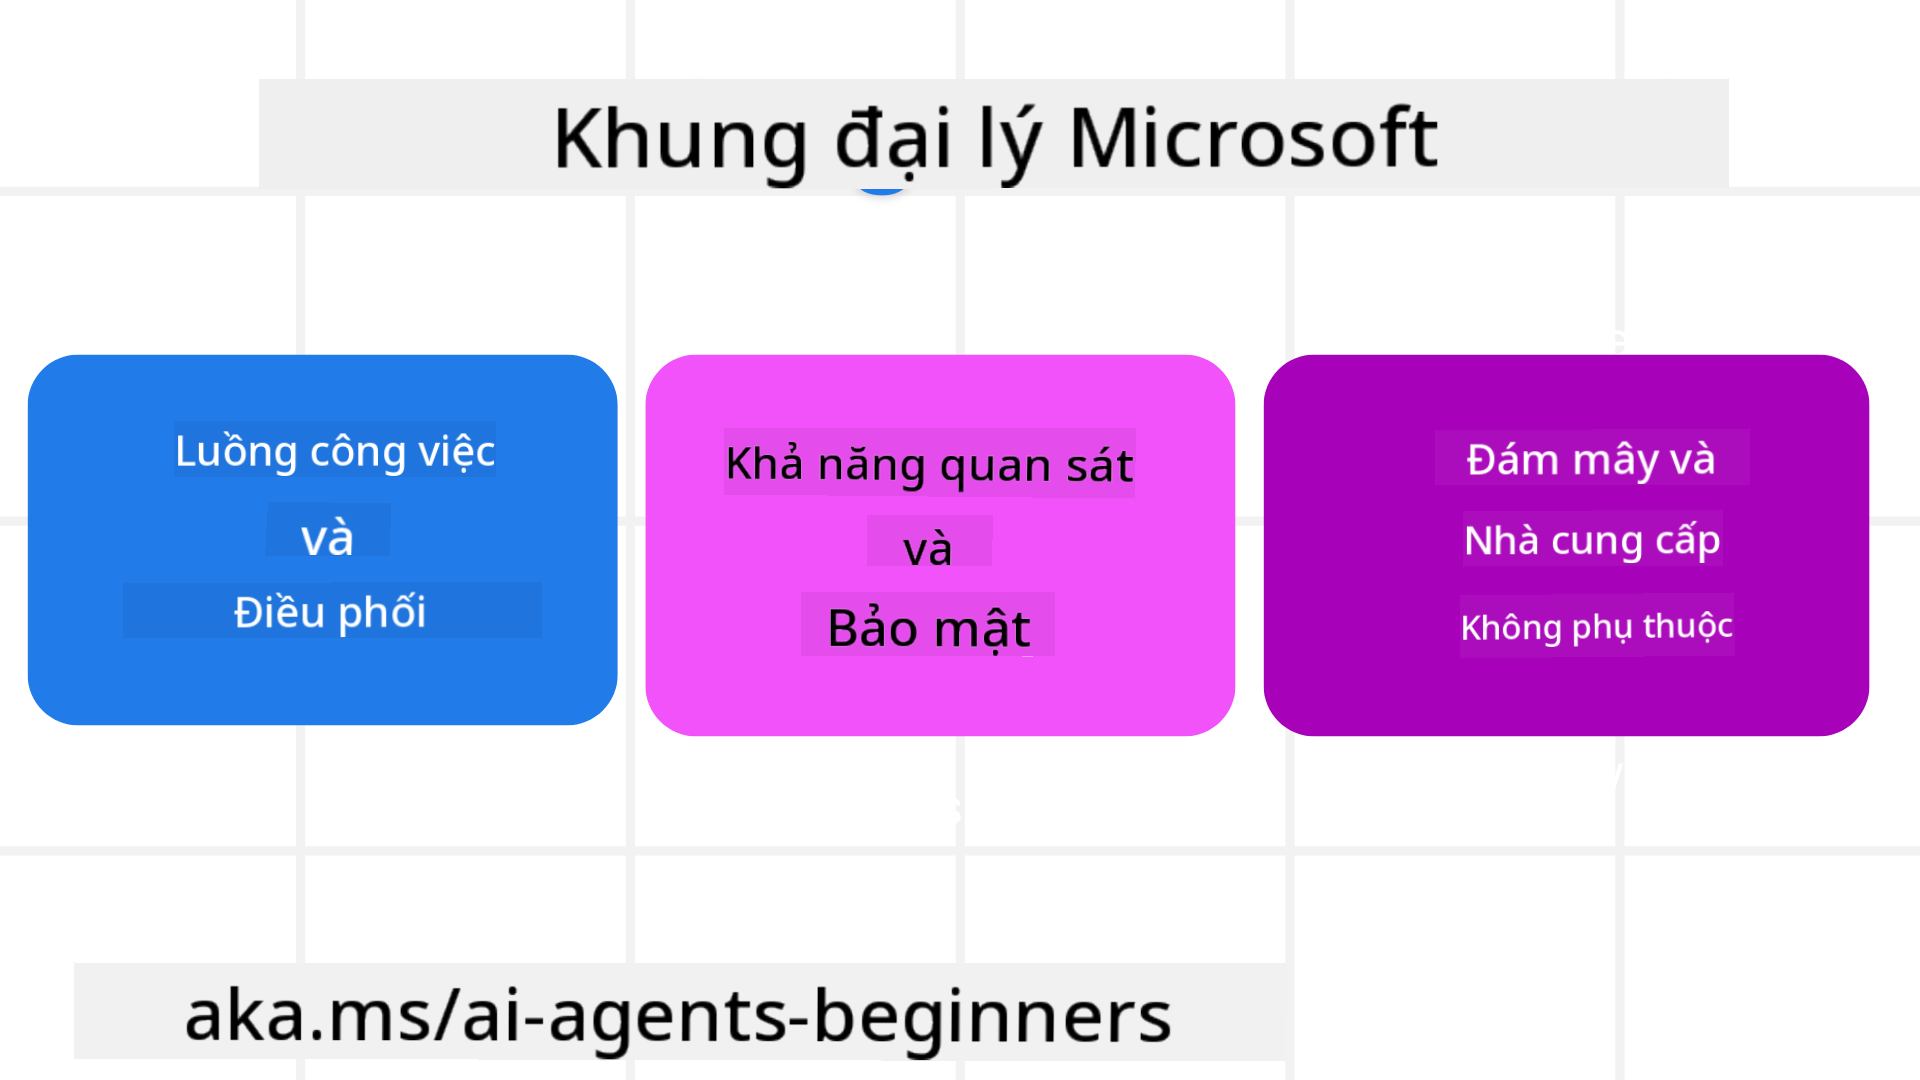 Khung đại lý Microsoft
Luồng công việc
và
Điều phối
Khả năng quan sát
và
Bảo mật
Đám mây và
Nhà cung cấp
Không phụ thuộc
aka.ms/ai-agents-beginners